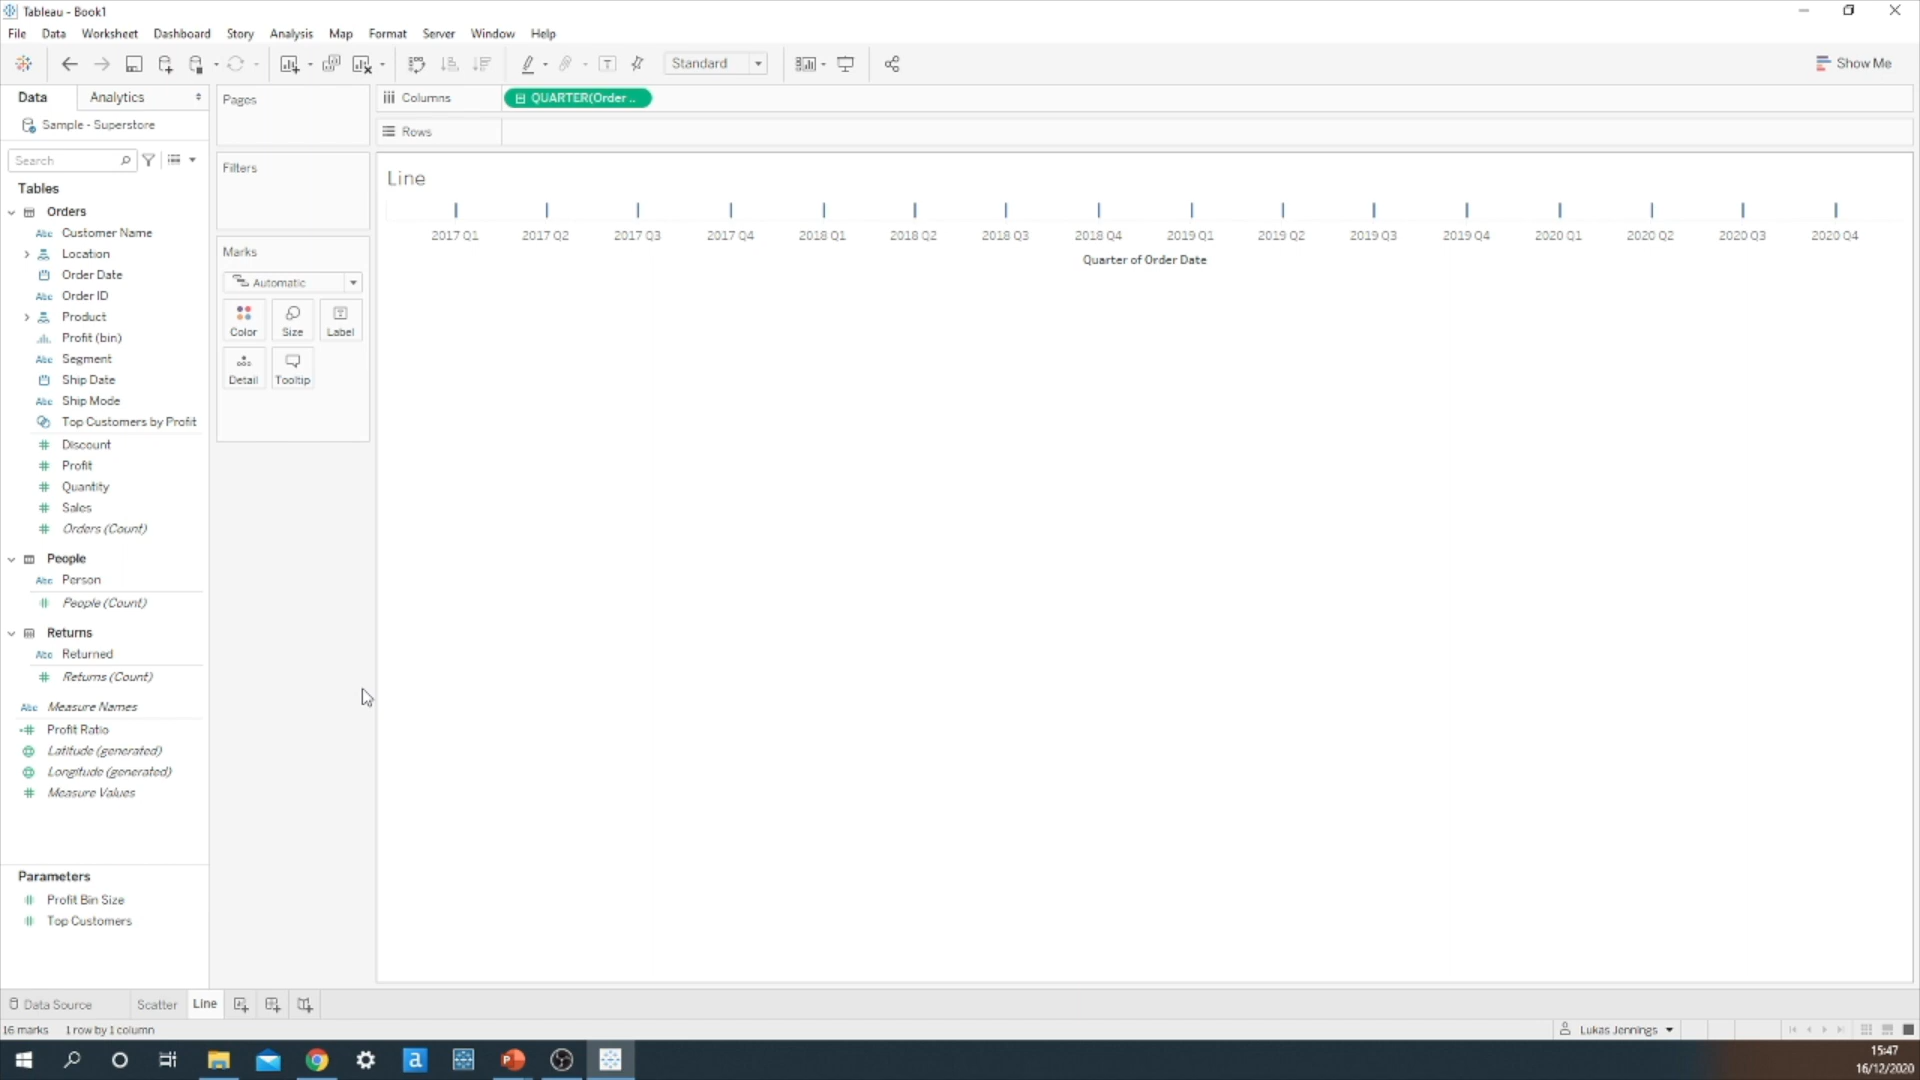 Tableau - Book1
File Data Worksheet Dashboard Story Analysis Map Format Server Window Help
Standard
Show Me
Data Analytics
Sample - Superstore
Search
Tables
Orders
Abc Customer Name
Location
Order Date
Abc Order ID
Product
Profit (bin)
Abc Segment
Ship Date
Abc Ship Mode
Top Customers by Profit
# Discount
# Profit
# Quantity
# Sales
# Orders (Count)
People
Abc Person
# People (Count)
Returns
Abc Returned
# Returns (Count)
Abc Measure Names
# Profit Ratio
Latitude (generated)
Longitude (generated)
# Measure Values
Parameters
# Profit Bin Size
# Top Customers
Pages
Filters
Marks
Automatic
Color Size Label
Detail Tooltip
Columns QUARTER(Order ..
Rows
Line
2017 Q1 2017 Q2 2017 Q3 2017 Q4 2018 Q1 2018 Q2 2018 Q3 2018 Q4 2019 Q1 2019 Q2 2019 Q3 2019 Q4 2020 Q1 2020 Q2 2020 Q3 2020 Q4
Quarter of Order Date
Data Source Scatter Line
16 marks 1 row by 1 column
Lukas Jennings
15:47
16/12/2020